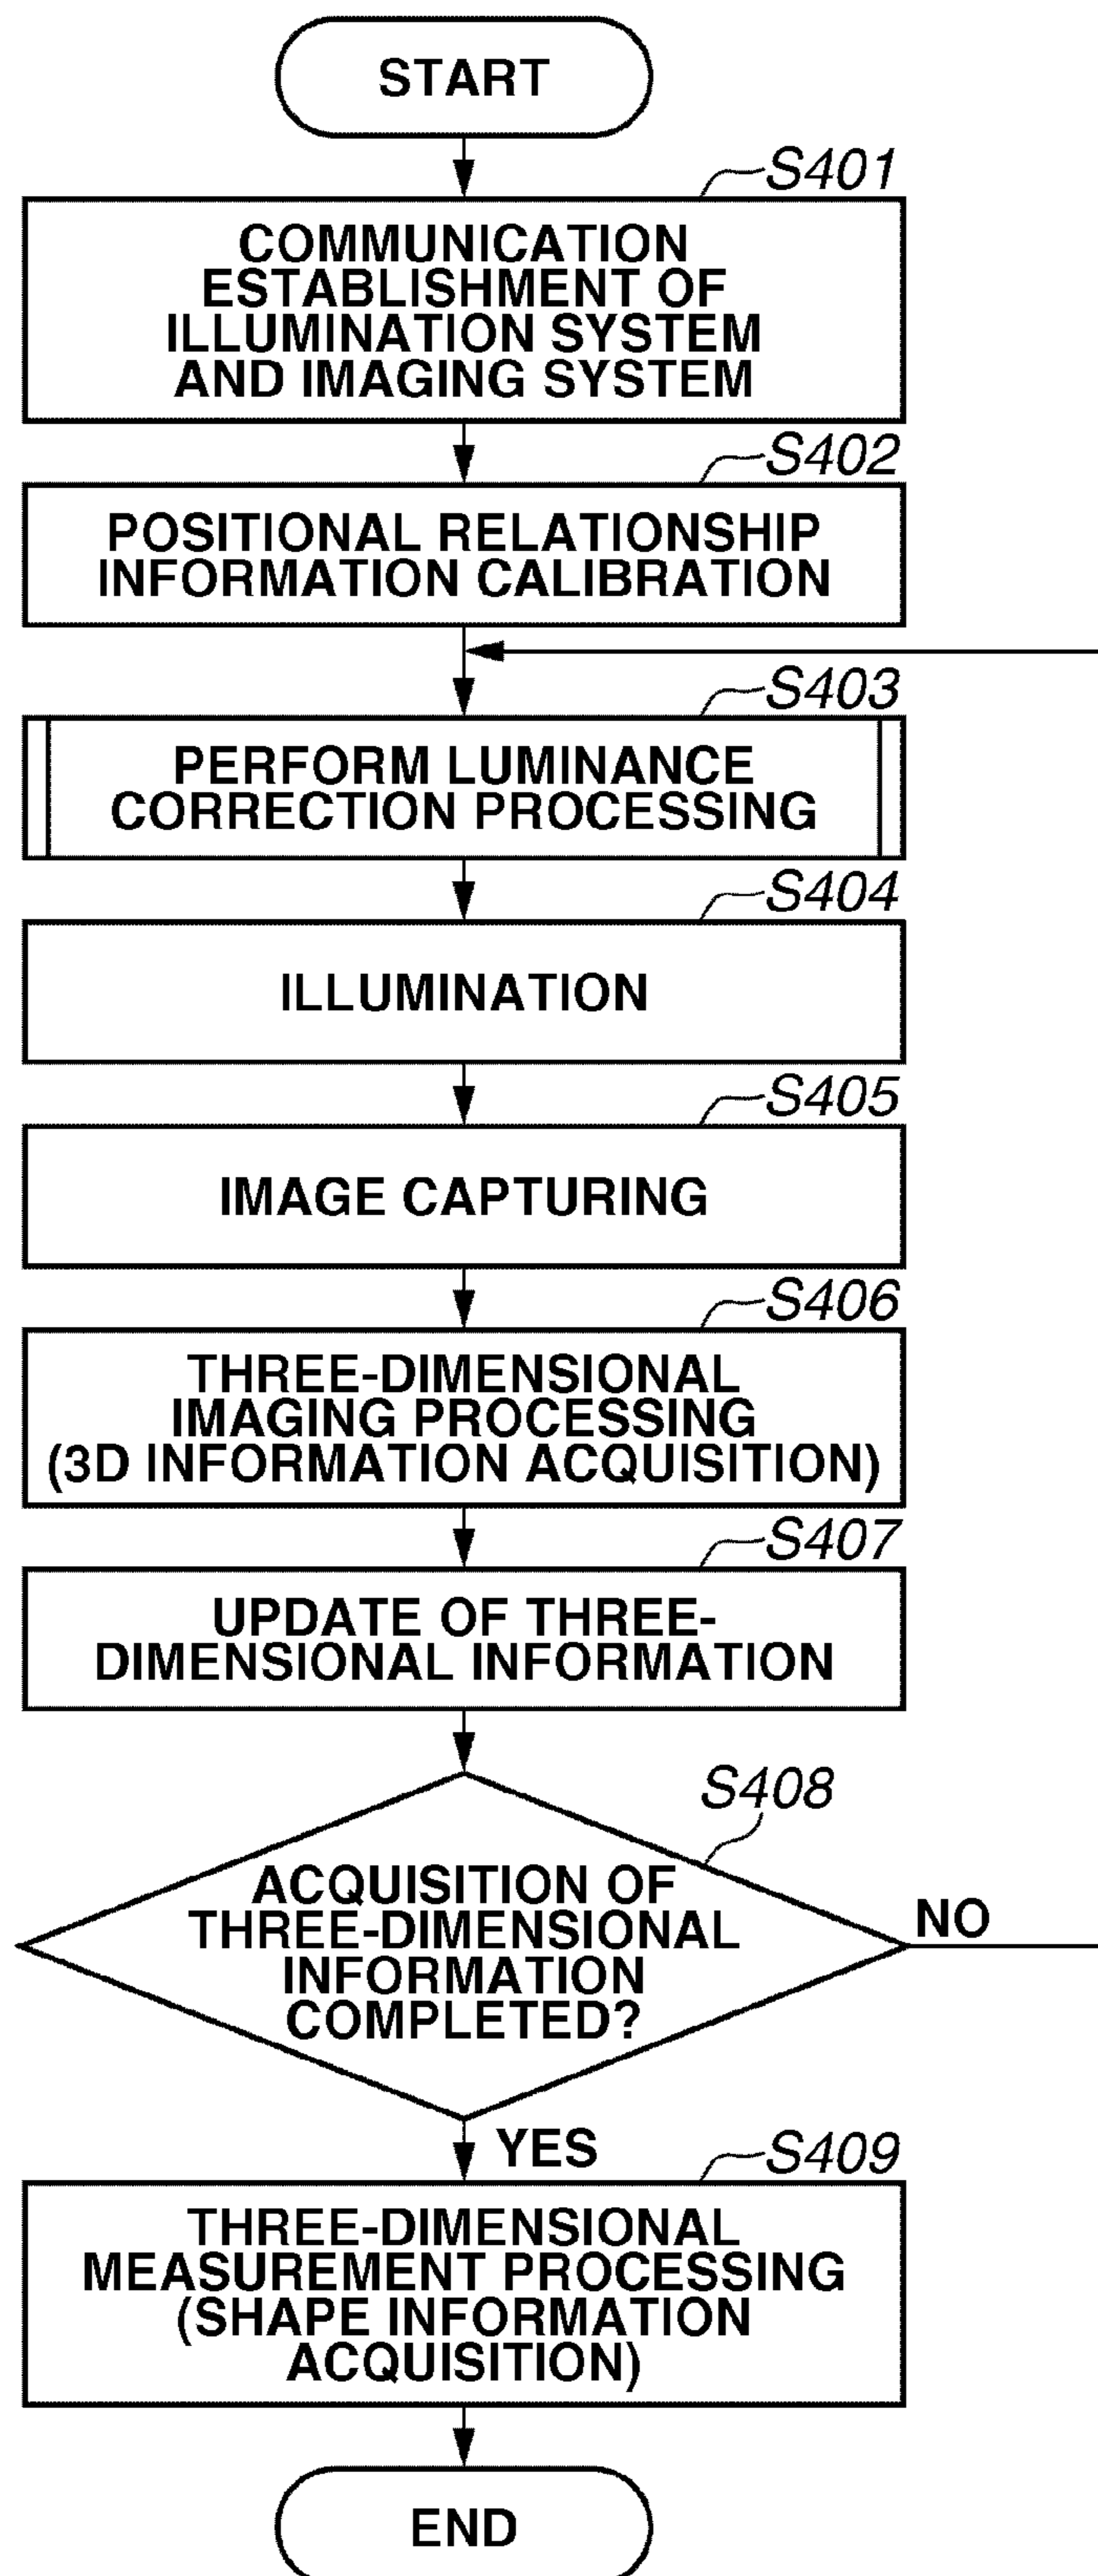 START
S401
COMMUNICATION
ESTABLISHMENT OF
ILLUMINATION SYSTEM
AND IMAGING SYSTEM
S402
POSITIONAL RELATIONSHIP
INFORMATION CALIBRATION
S403
PERFORM LUMINANCE
CORRECTION PROCESSING
S404
ILLUMINATION
S405
IMAGE CAPTURING
S406
THREE-DIMENSIONAL
IMAGING PROCESSING
(3D INFORMATION ACQUISITION)
S407
UPDATE OF THREE-
DIMENSIONAL INFORMATION
S408
ACQUISITION OF
THREE-DIMENSIONAL
INFORMATION
COMPLETED?
NO
YES
S409
THREE-DIMENSIONAL
MEASUREMENT PROCESSING
(SHAPE INFORMATION
ACQUISITION)
END